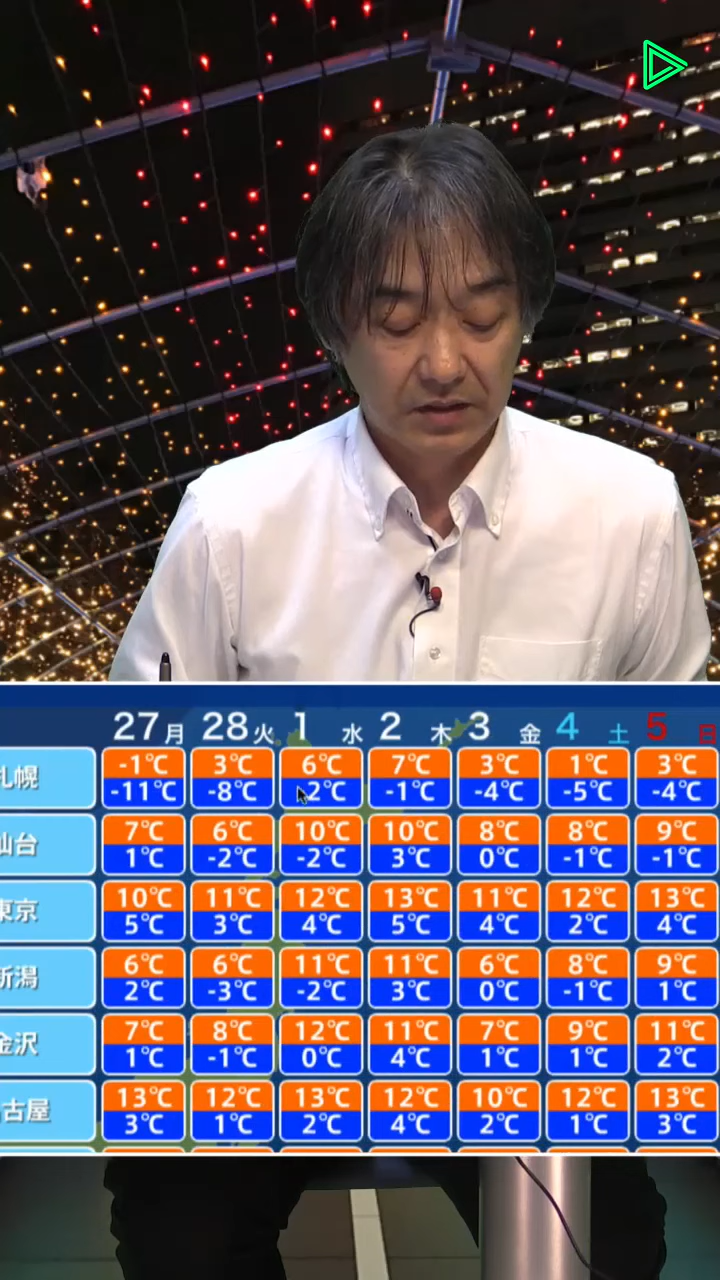 27月 28火 1水 2木 3金 4土 5日
札幌 -1℃ 3℃ 6℃ 7℃ 3℃ 1℃ 3℃
-11℃ -8℃ -2℃ -1℃ -4℃ -5℃ -4℃
仙台 7℃ 6℃ 10℃ 10℃ 8℃ 8℃ 9℃
1℃ -2℃ -2℃ 3℃ 0℃ -1℃ -1℃
東京 10℃ 11℃ 12℃ 13℃ 11℃ 12℃ 13℃
5℃ 3℃ 4℃ 5℃ 4℃ 2℃ 4℃
新潟 6℃ 6℃ 11℃ 11℃ 6℃ 8℃ 9℃
2℃ -3℃ -2℃ 3℃ 0℃ -1℃ 1℃
金沢 7℃ 8℃ 12℃ 11℃ 7℃ 9℃ 11℃
1℃ -1℃ 0℃ 4℃ 1℃ 1℃ 2℃
名古屋 13℃ 12℃ 13℃ 12℃ 10℃ 12℃ 13℃
3℃ 1℃ 2℃ 4℃ 2℃ 1℃ 3℃